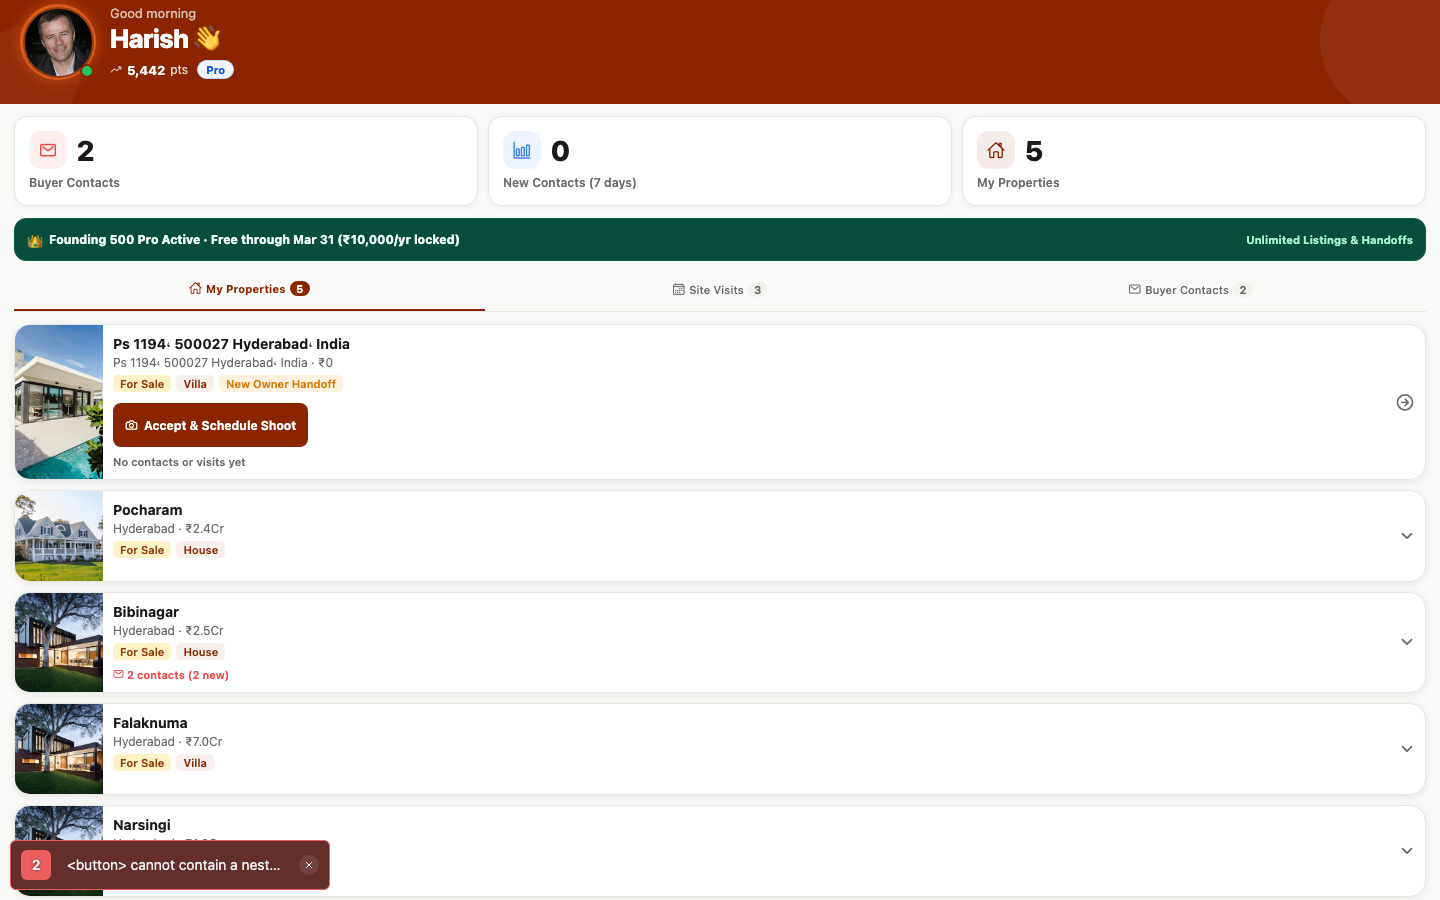 Good morning
Harish 👋
5,442 pts Pro
2
Buyer Contacts
0
New Contacts (7 days)
5
My Properties
👑 Founding 500 Pro Active · Free through Mar 31 (₹10,000/yr locked)
Unlimited Listings & Handoffs
My Properties 5
Site Visits 3
Buyer Contacts 2
Ps 1194، 500027 Hyderabad، India
Ps 1194، 500027 Hyderabad، India · ₹0
For Sale Villa New Owner Handoff
Accept & Schedule Shoot
No contacts or visits yet
Pocharam
Hyderabad · ₹2.4Cr
For Sale House
Bibinagar
Hyderabad · ₹2.5Cr
For Sale House
2 contacts (2 new)
Falaknuma
Hyderabad · ₹7.0Cr
For Sale Villa
Narsingi
2 <button> cannot contain a nest...